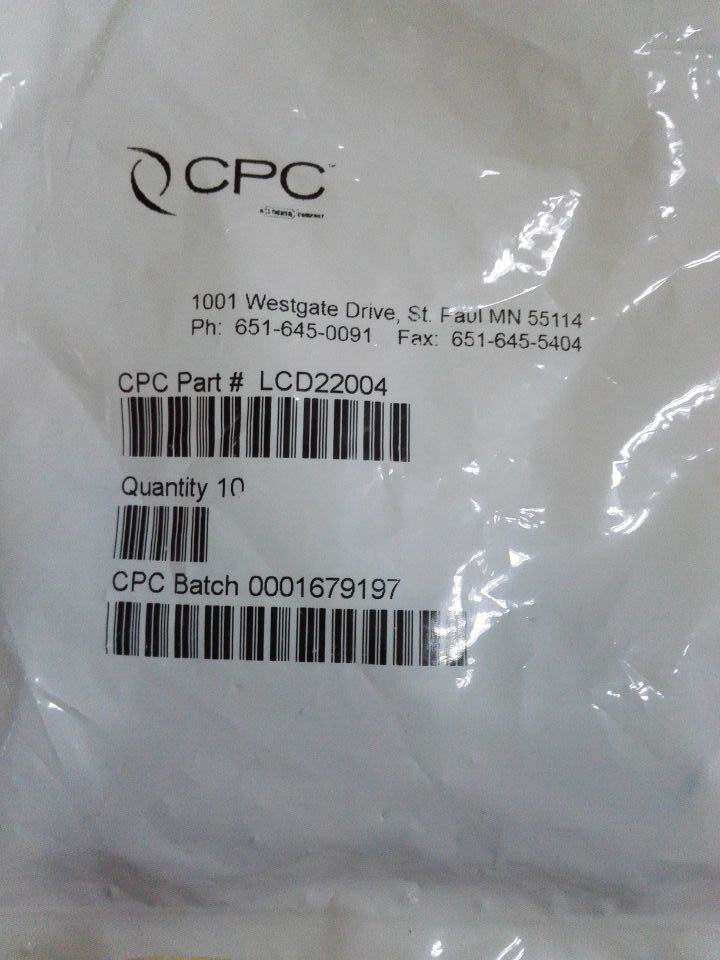 CPC
1001 Westgate Drive, St. Paul MN 55114
Ph: 651-645-0091 Fax: 651-645-5404
CPC Part # LCD22004
Quantity 10
CPC Batch 0001679197